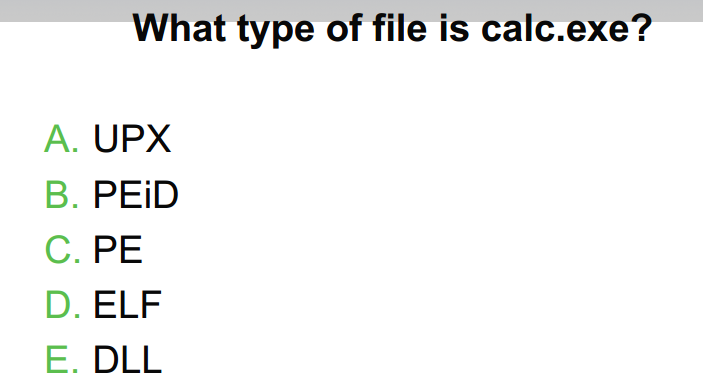 What type of file is calc.exe?
A. UPX
B. PEiD
C. PE
D. ELF
E. DLL